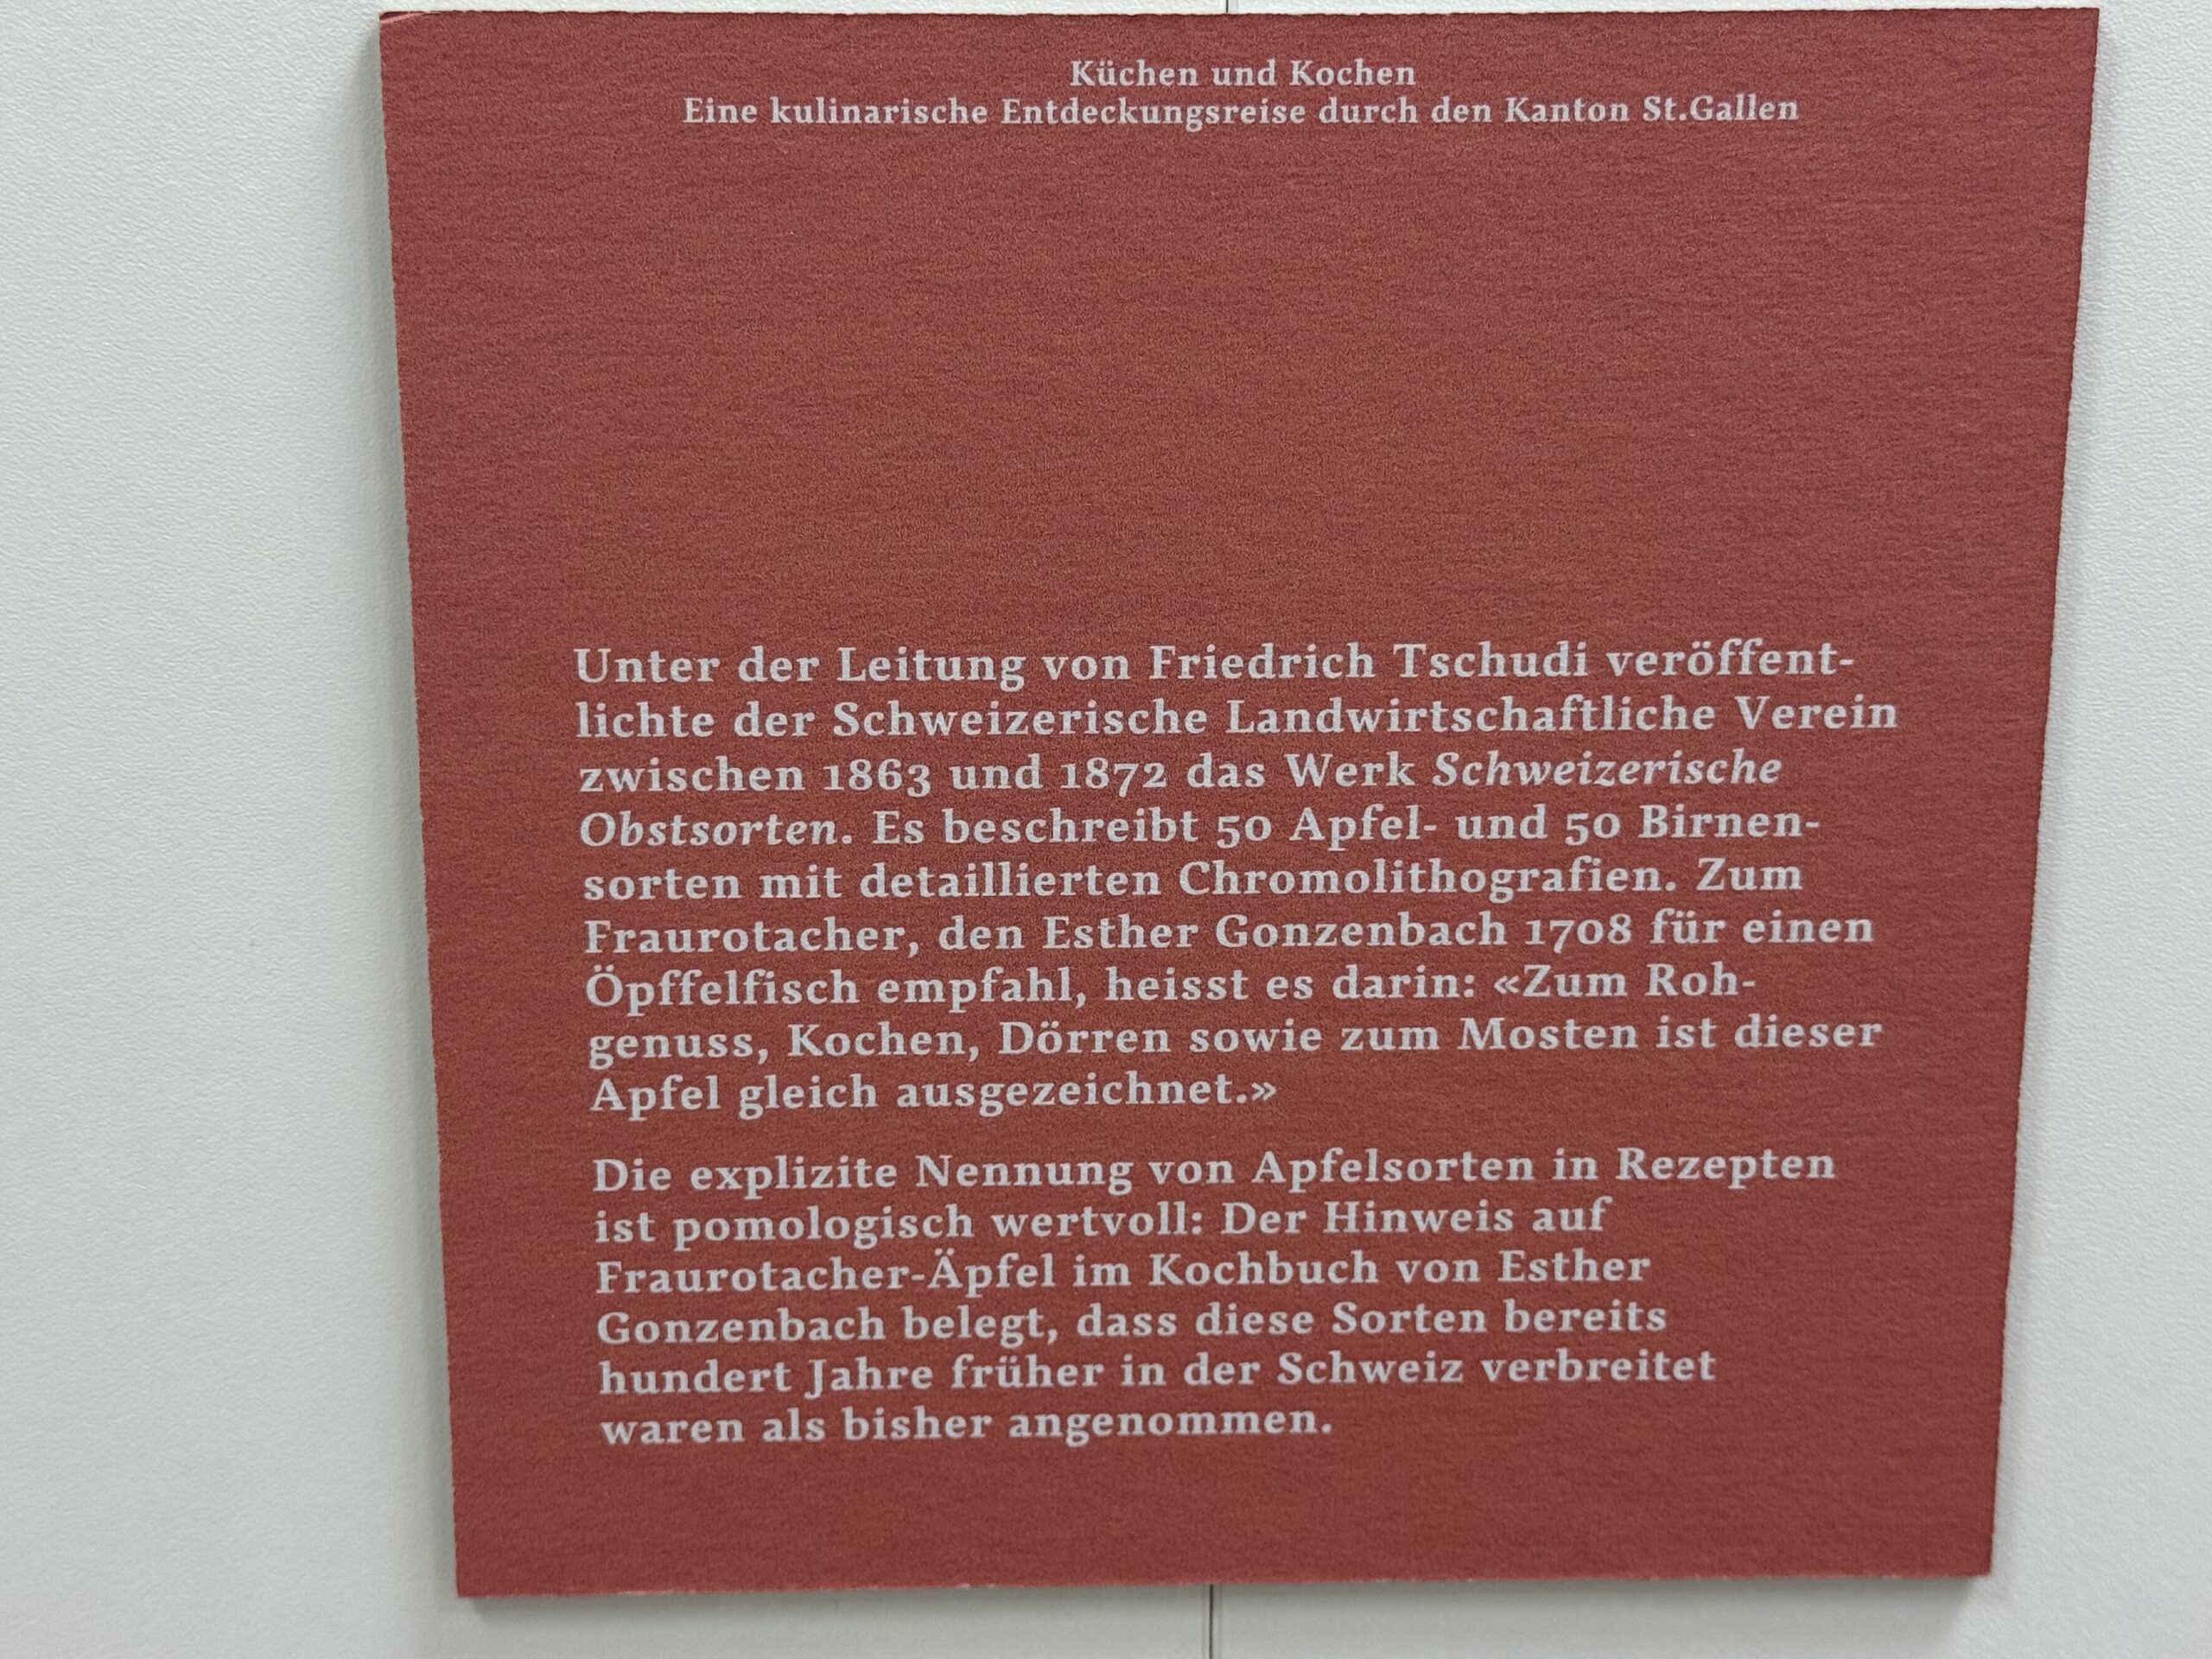 Küchen und Kochen
Eine kulinarische Entdeckungsreise durch den Kanton St.Gallen
Unter der Leitung von Friedrich Tschudi veröffent-
lichte der Schweizerische Landwirtschaftliche Verein
zwischen 1863 und 1872 das Werk Schweizerische
Obstsorten. Es beschreibt 50 Apfel- und 50 Birnen-
sorten mit detaillierten Chromolithografien. Zum
Fraurotacher, den Esther Gonzenbach 1708 für einen
Öpffelfisch empfahl, heisst es darin: «Zum Roh-
genuss, Kochen, Dörren sowie zum Mosten ist dieser
Apfel gleich ausgezeichnet.»
Die explizite Nennung von Apfelsorten in Rezepten
ist pomologisch wertvoll: Der Hinweis auf
Fraurotacher-Äpfel im Kochbuch von Esther
Gonzenbach belegt, dass diese Sorten bereits
hundert Jahre früher in der Schweiz verbreitet
waren als bisher angenommen.